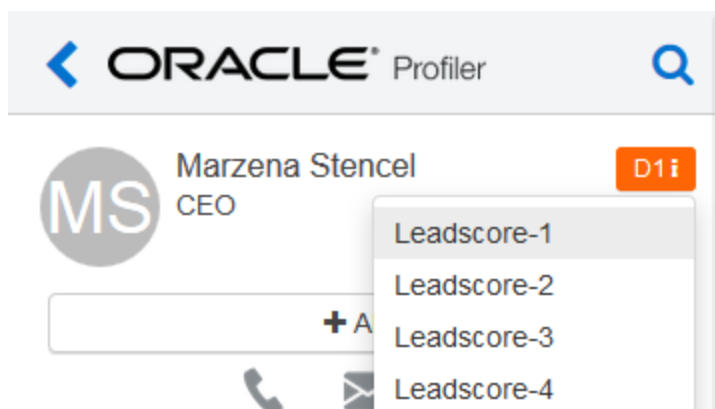 ORACLE® Profiler
MS
Marzena Stencel
CEO
D1 i
Leadscore-1
Leadscore-2
Leadscore-3
Leadscore-4
+ A